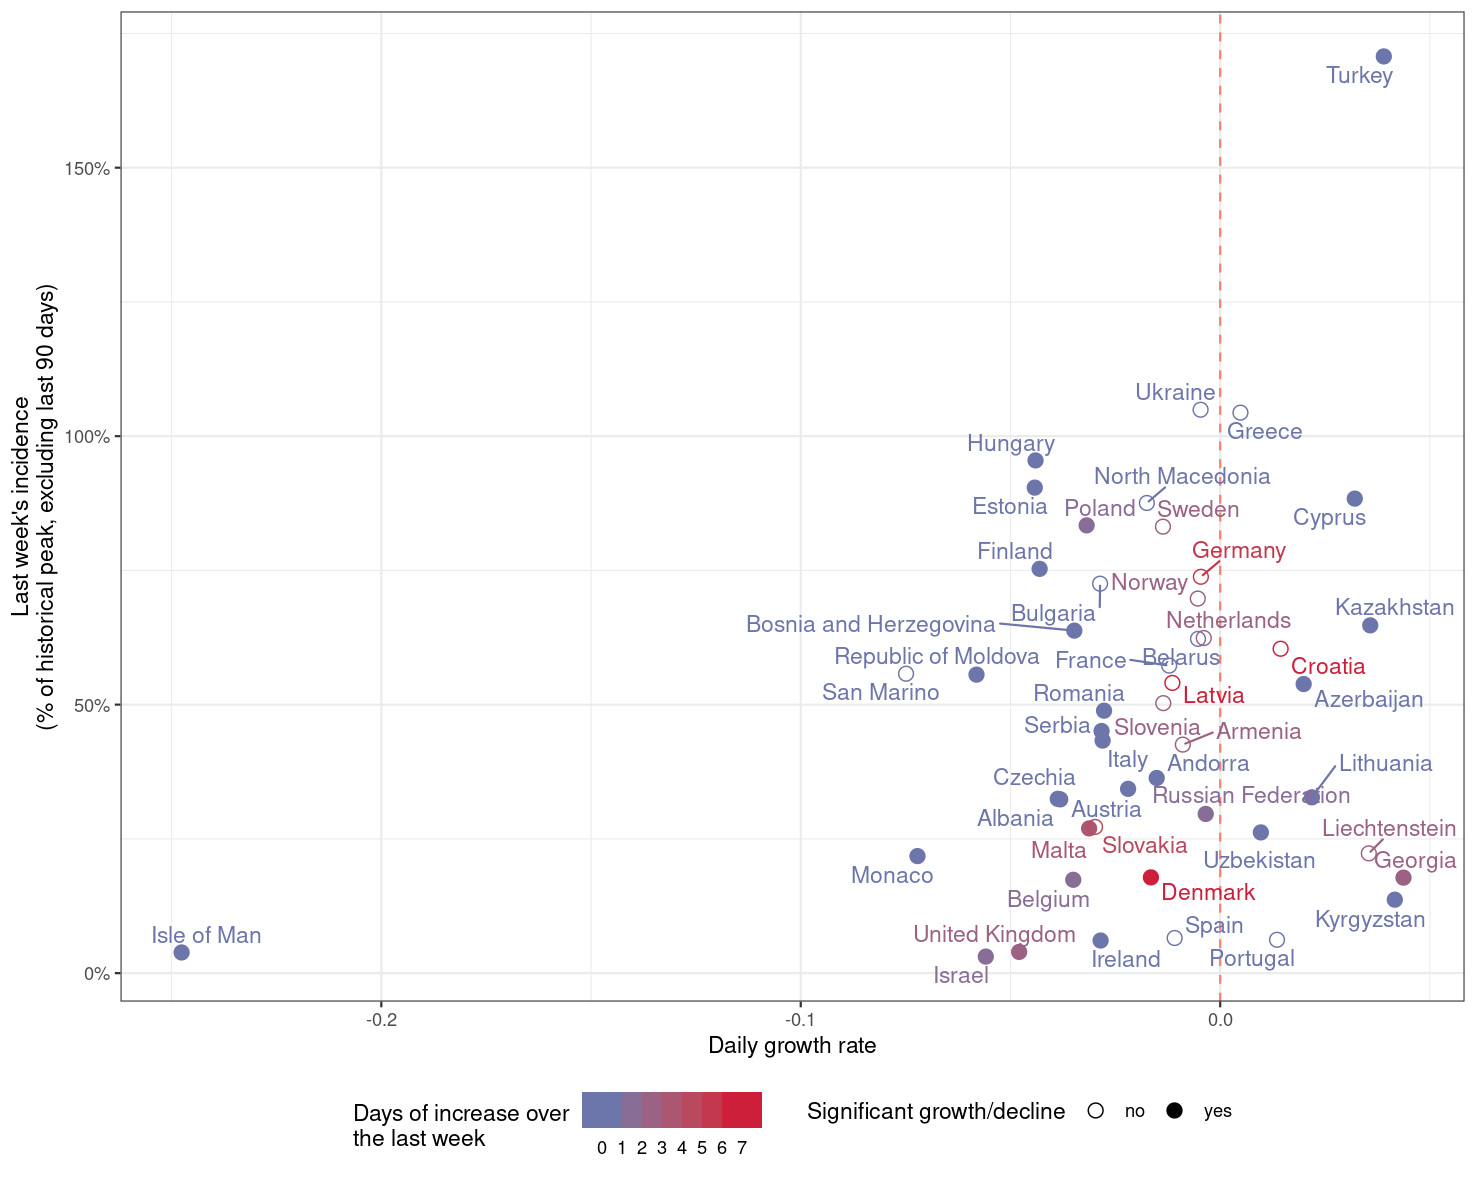 Turkey
150%
Ukraine
Greece
100%
Hungary
North Macedonia
Estonia
Poland
Sweden
Cyprus
Germany
Finland
Norway
Kazakhstan
Bulgaria
Bosnia and Herzegovina
Netherlands
Republic of Moldova
France
Belarus
Croatia
San Marino
Romania
Latvia
Azerbaijan
50%
Serbia
Slovenia
Armenia
Italy
Andorra
Lithuania
Czechia
Russian Federation
Albania
Austria
Liechtenstein
Malta
Slovakia
Uzbekistan
Georgia
Monaco
Belgium
Denmark
Kyrgyzstan
Isle of Man
United Kingdom
Spain
Ireland
Portugal
Israel
0%
-0.2
-0.1
0.0
Last week's incidence
(% of historical peak, excluding last 90 days)
Daily growth rate
Days of increase over
the last week
0 1 2 3 4 5 6 7
Significant growth/decline
no
yes